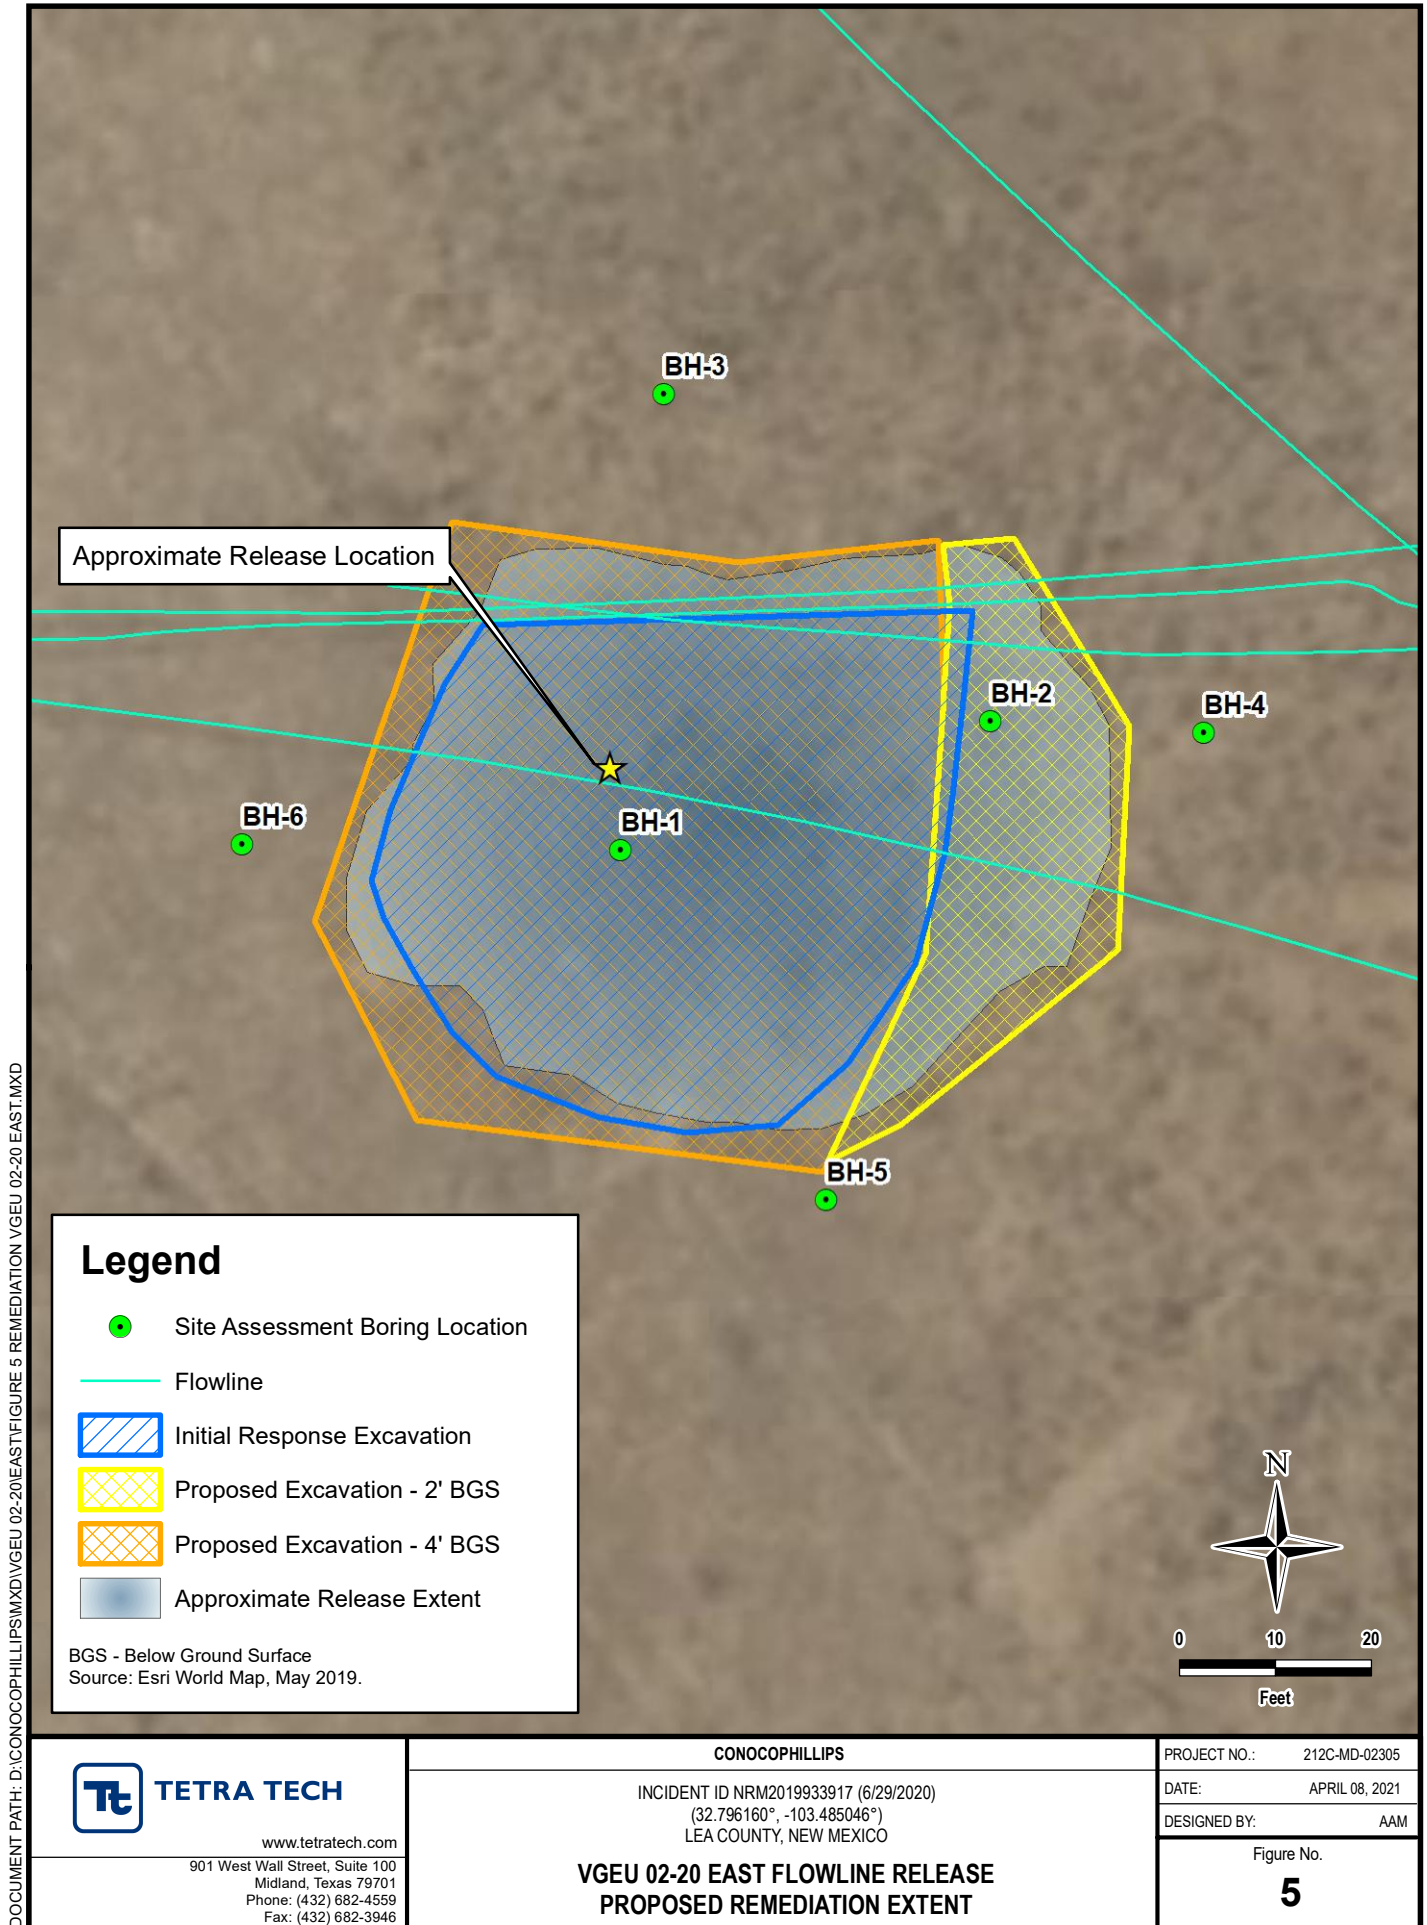 BH-3
Approximate Release Location
BH-2
BH-4
BH-6
BH-1
BH-5
Legend
Site Assessment Boring Location
Flowline
Initial Response Excavation
Proposed Excavation - 2' BGS
Proposed Excavation - 4' BGS
Approximate Release Extent
BGS - Below Ground Surface
Source: Esri World Map, May 2019.
N
0 10 20
Feet
DOCUMENT PATH: D:\CONOCOPHILLIPS\MXD\VGEU 02-20\EAST\FIGURE 5 REMEDIATION VGEU 02-20 EAST.MXD
Tt TETRA TECH
www.tetratech.com
901 West Wall Street, Suite 100
Midland, Texas 79701
Phone: (432) 682-4559
Fax: (432) 682-3946
CONOCOPHILLIPS
INCIDENT ID NRM2019933917 (6/29/2020)
(32.796160°, -103.485046°)
LEA COUNTY, NEW MEXICO
VGEU 02-20 EAST FLOWLINE RELEASE
PROPOSED REMEDIATION EXTENT
PROJECT NO.: 212C-MD-02305
DATE: APRIL 08, 2021
DESIGNED BY: AAM
Figure No.
5